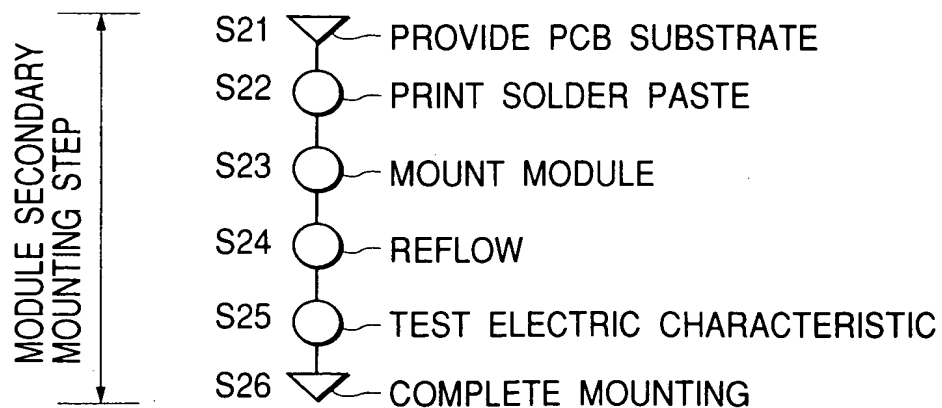 MODULE SECONDARY
MOUNTING STEP
S21 PROVIDE PCB SUBSTRATE
S22 PRINT SOLDER PASTE
S23 MOUNT MODULE
S24 REFLOW
S25 TEST ELECTRIC CHARACTERISTIC
S26 COMPLETE MOUNTING